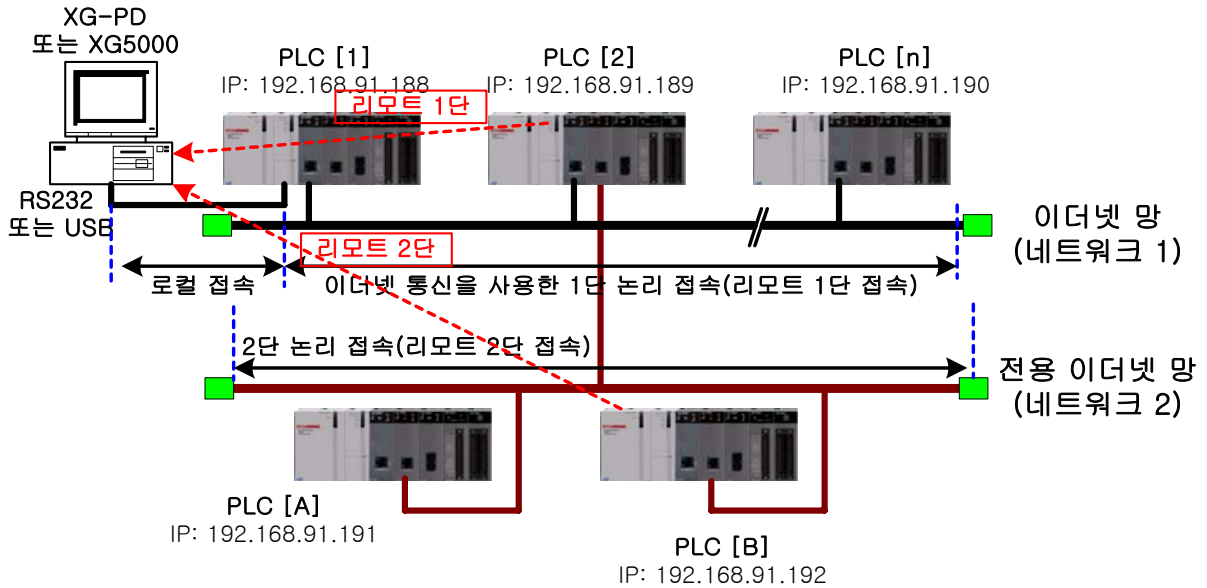 XG-PD
또는 XG5000
PLC [1]
IP: 192.168.91.188
PLC [2]
IP: 192.168.91.189
PLC [n]
IP: 192.168.91.190
리모트 1단
RS232
또는 USB
이더넷 망
(네트워크 1)
리모트 2단
로컬 접속
이더넷 통신을 사용한 1단 논리 접속(리모트 1단 접속)
2단 논리 접속(리모트 2단 접속)
전용 이더넷 망
(네트워크 2)
PLC [A]
IP: 192.168.91.191
PLC [B]
IP: 192.168.91.192